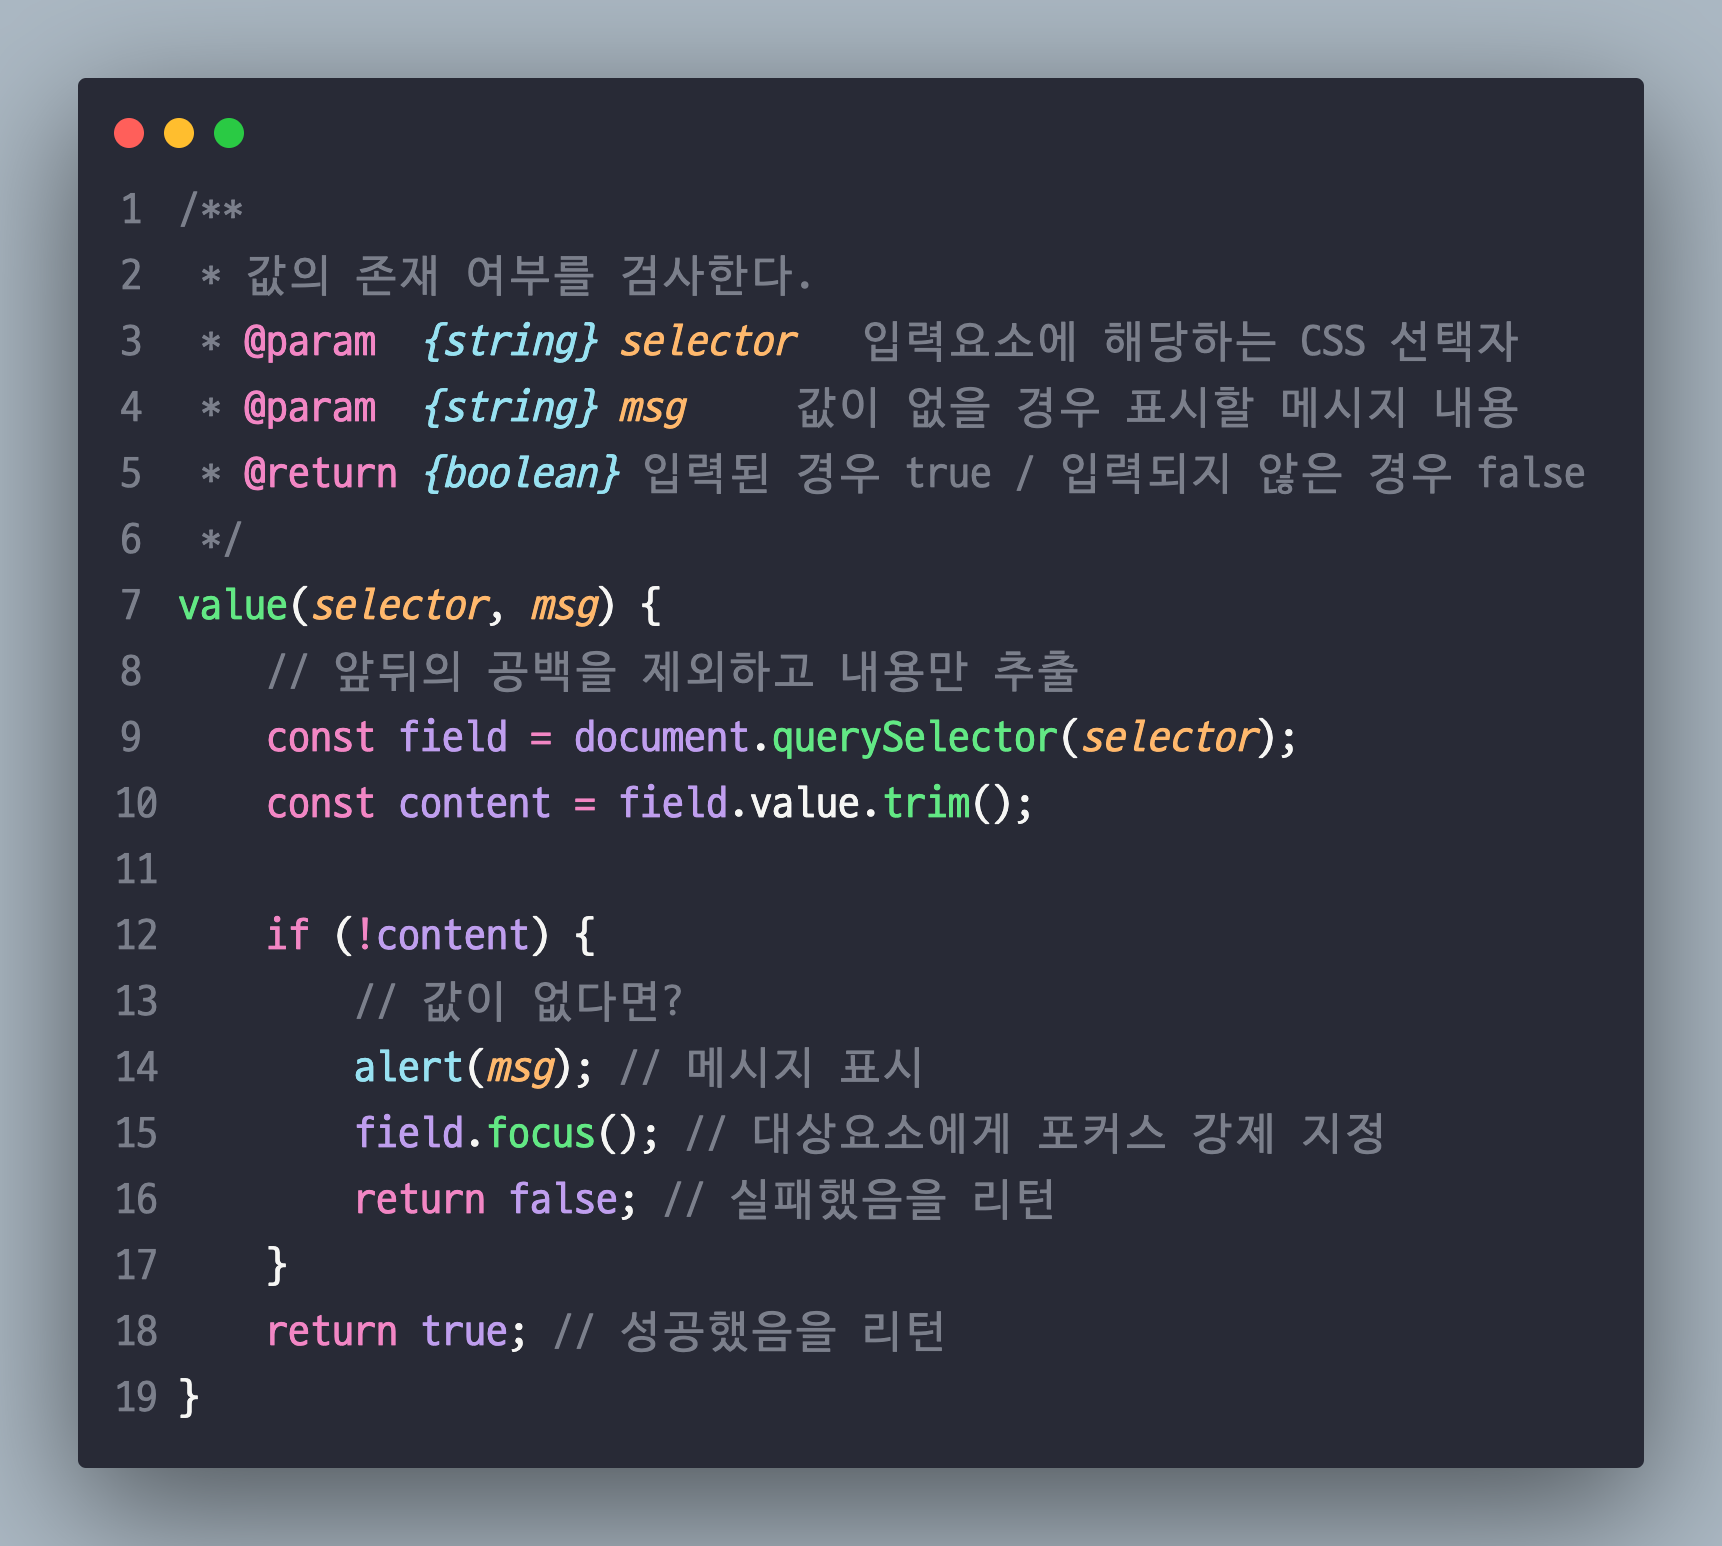 1 /**
2  * 값의 존재 여부를 검사한다.
3  * @param  {string} selector   입력요소에 해당하는 CSS 선택자
4  * @param  {string} msg     값이 없을 경우 표시할 메시지 내용
5  * @return {boolean} 입력된 경우 true / 입력되지 않은 경우 false
6  */
7 value(selector, msg) {
8     // 앞뒤의 공백을 제외하고 내용만 추출
9     const field = document.querySelector(selector);
10     const content = field.value.trim();
11
12     if (!content) {
13         // 값이 없다면?
14         alert(msg); // 메시지 표시
15         field.focus(); // 대상요소에게 포커스 강제 지정
16         return false; // 실패했음을 리턴
17     }
18     return true; // 성공했음을 리턴
19 }